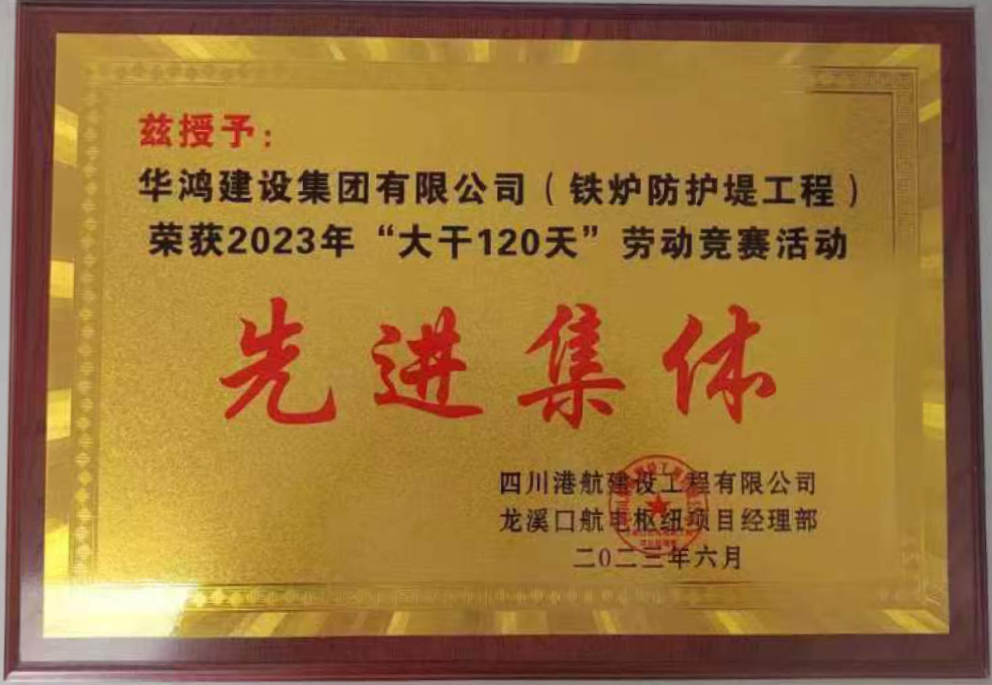 兹授予：
华鸿建设集团有限公司（铁炉防护堤工程）
荣获2023年“大干120天”劳动竞赛活动
先进集体
四川港航建设工程有限公司
龙溪口航电枢纽项目经理部
二〇二三年六月